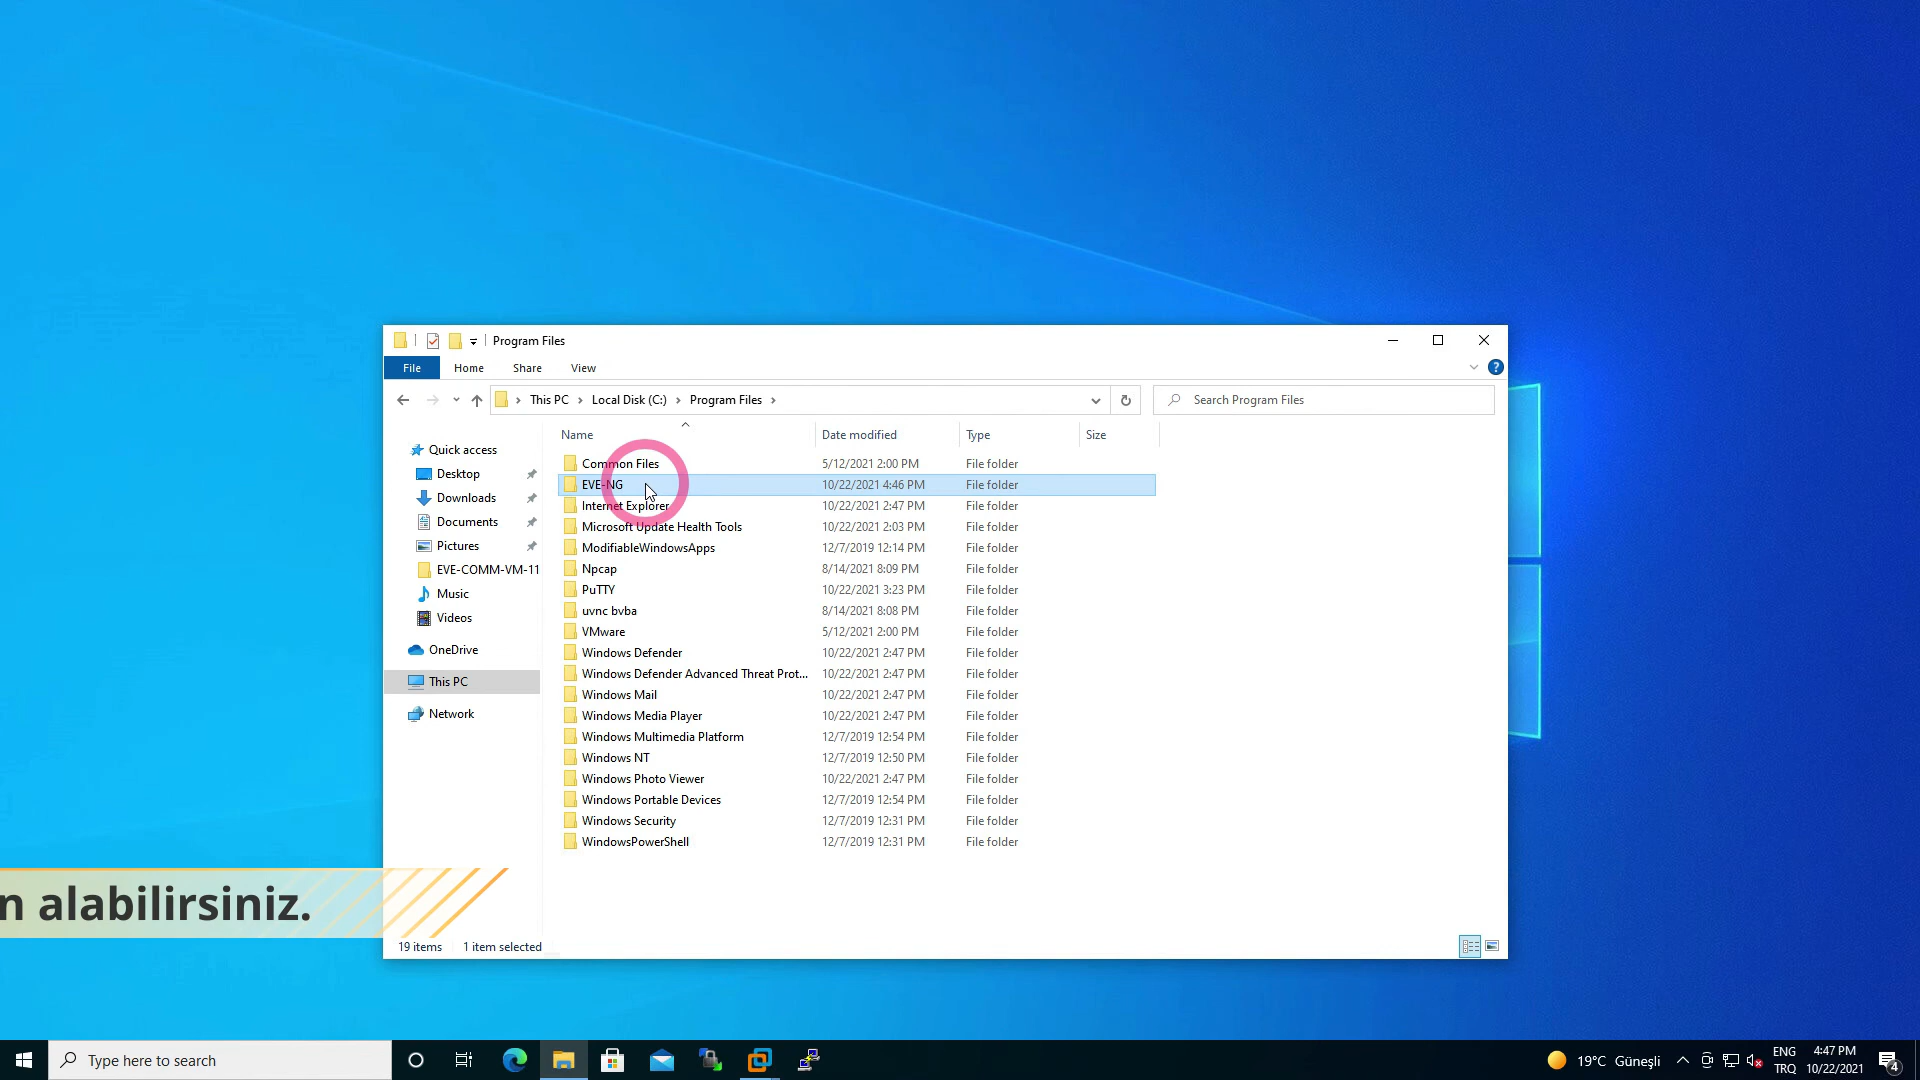 Program Files
File
Home
Share
View
This PC
Local Disk (C:)
Program Files
Search Program Files
Name
Date modified
Type
Size
Quick access
Desktop
Downloads
Documents
Pictures
EVE-COMM-VM-11
Music
Videos
OneDrive
This PC
Network
Common Files 5/12/2021 2:00 PM File folder
EVE-NG 10/22/2021 4:46 PM File folder
Internet Explorer 10/22/2021 2:47 PM File folder
Microsoft Update Health Tools 10/22/2021 2:03 PM File folder
ModifiableWindowsApps 12/7/2019 12:14 PM File folder
Npcap 8/14/2021 8:09 PM File folder
PuTTY 10/22/2021 3:23 PM File folder
uvnc bvba 8/14/2021 8:08 PM File folder
VMware 5/12/2021 2:00 PM File folder
Windows Defender 10/22/2021 2:47 PM File folder
Windows Defender Advanced Threat Prot... 10/22/2021 2:47 PM File folder
Windows Mail 10/22/2021 2:47 PM File folder
Windows Media Player 10/22/2021 2:47 PM File folder
Windows Multimedia Platform 12/7/2019 12:54 PM File folder
Windows NT 12/7/2019 12:50 PM File folder
Windows Photo Viewer 10/22/2021 2:47 PM File folder
Windows Portable Devices 12/7/2019 12:54 PM File folder
Windows Security 12/7/2019 12:31 PM File folder
WindowsPowerShell 12/7/2019 12:31 PM File folder
n alabilirsiniz.
19 items
1 item selected
Type here to search
19°C Güneşli
ENG
TRQ
4:47 PM
10/22/2021
4